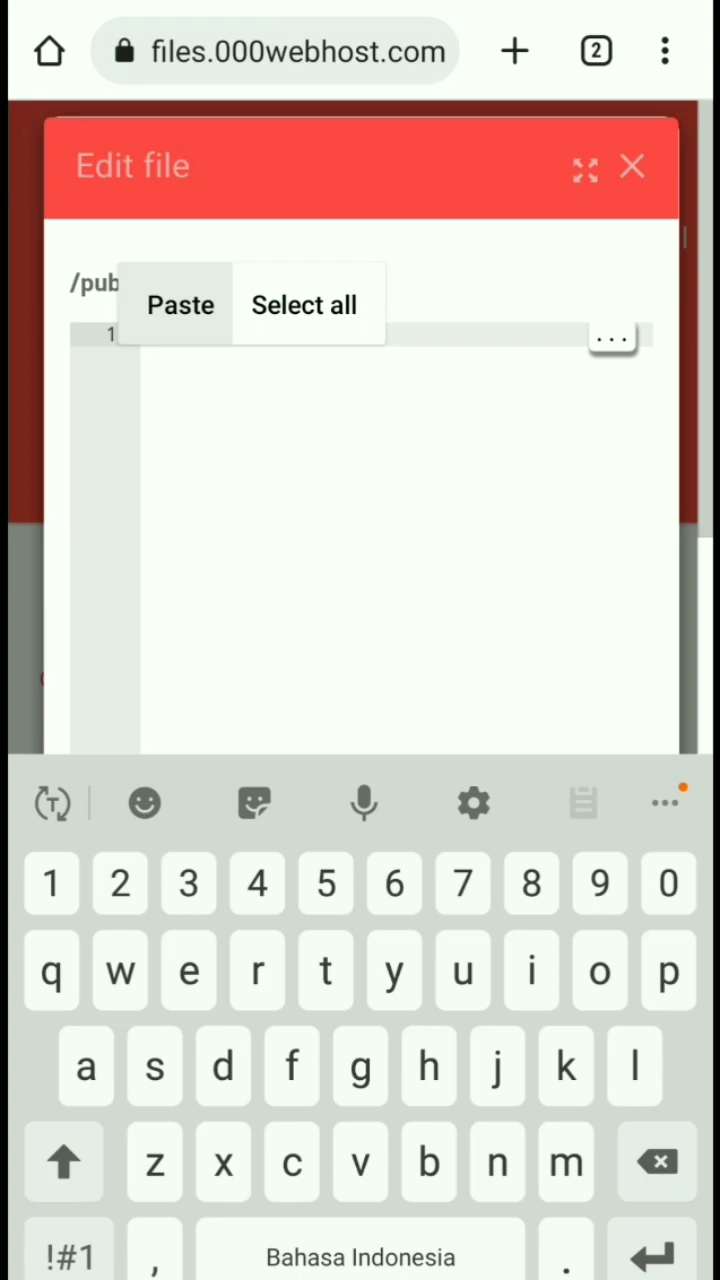 files.000webhost.com
2
Edit file
/pub
Paste
Select all
1
...
T
1 2 3 4 5 6 7 8 9 0
q w e r t y u i o p
a s d f g h j k l
z x c v b n m
!#1 , Bahasa Indonesia .